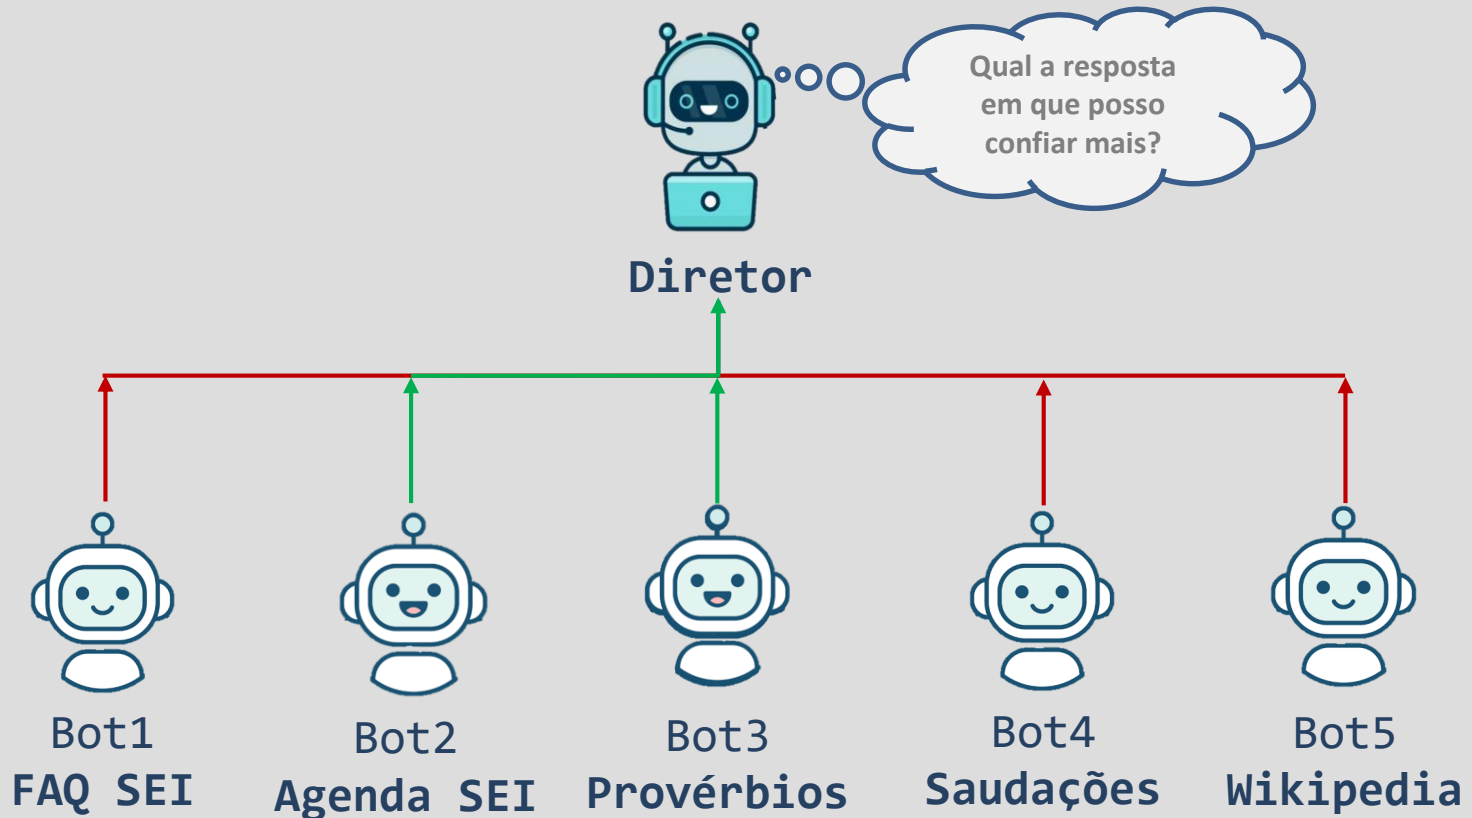 Qual a resposta
em que posso
confiar mais?
Diretor
Bot1
FAQ SEI
Bot2
Agenda SEI
Bot3
Provérbios
Bot4
Saudações
Bot5
Wikipedia